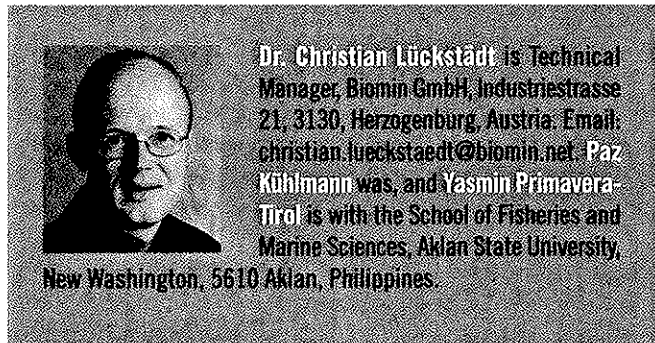 Dr. Christian Lückstädt is Technical
Manager, Biomin GmbH, Industriestrasse
21, 3130, Herzogenburg, Austria. Email:
christian.lueckstaedt@biomin.net. Paz
Kühlmann was, and Yasmin Primavera-
Tirol is with the School of Fisheries and
Marine Sciences, Aklan State University,
New Washington, 5610 Aklan, Philippines.